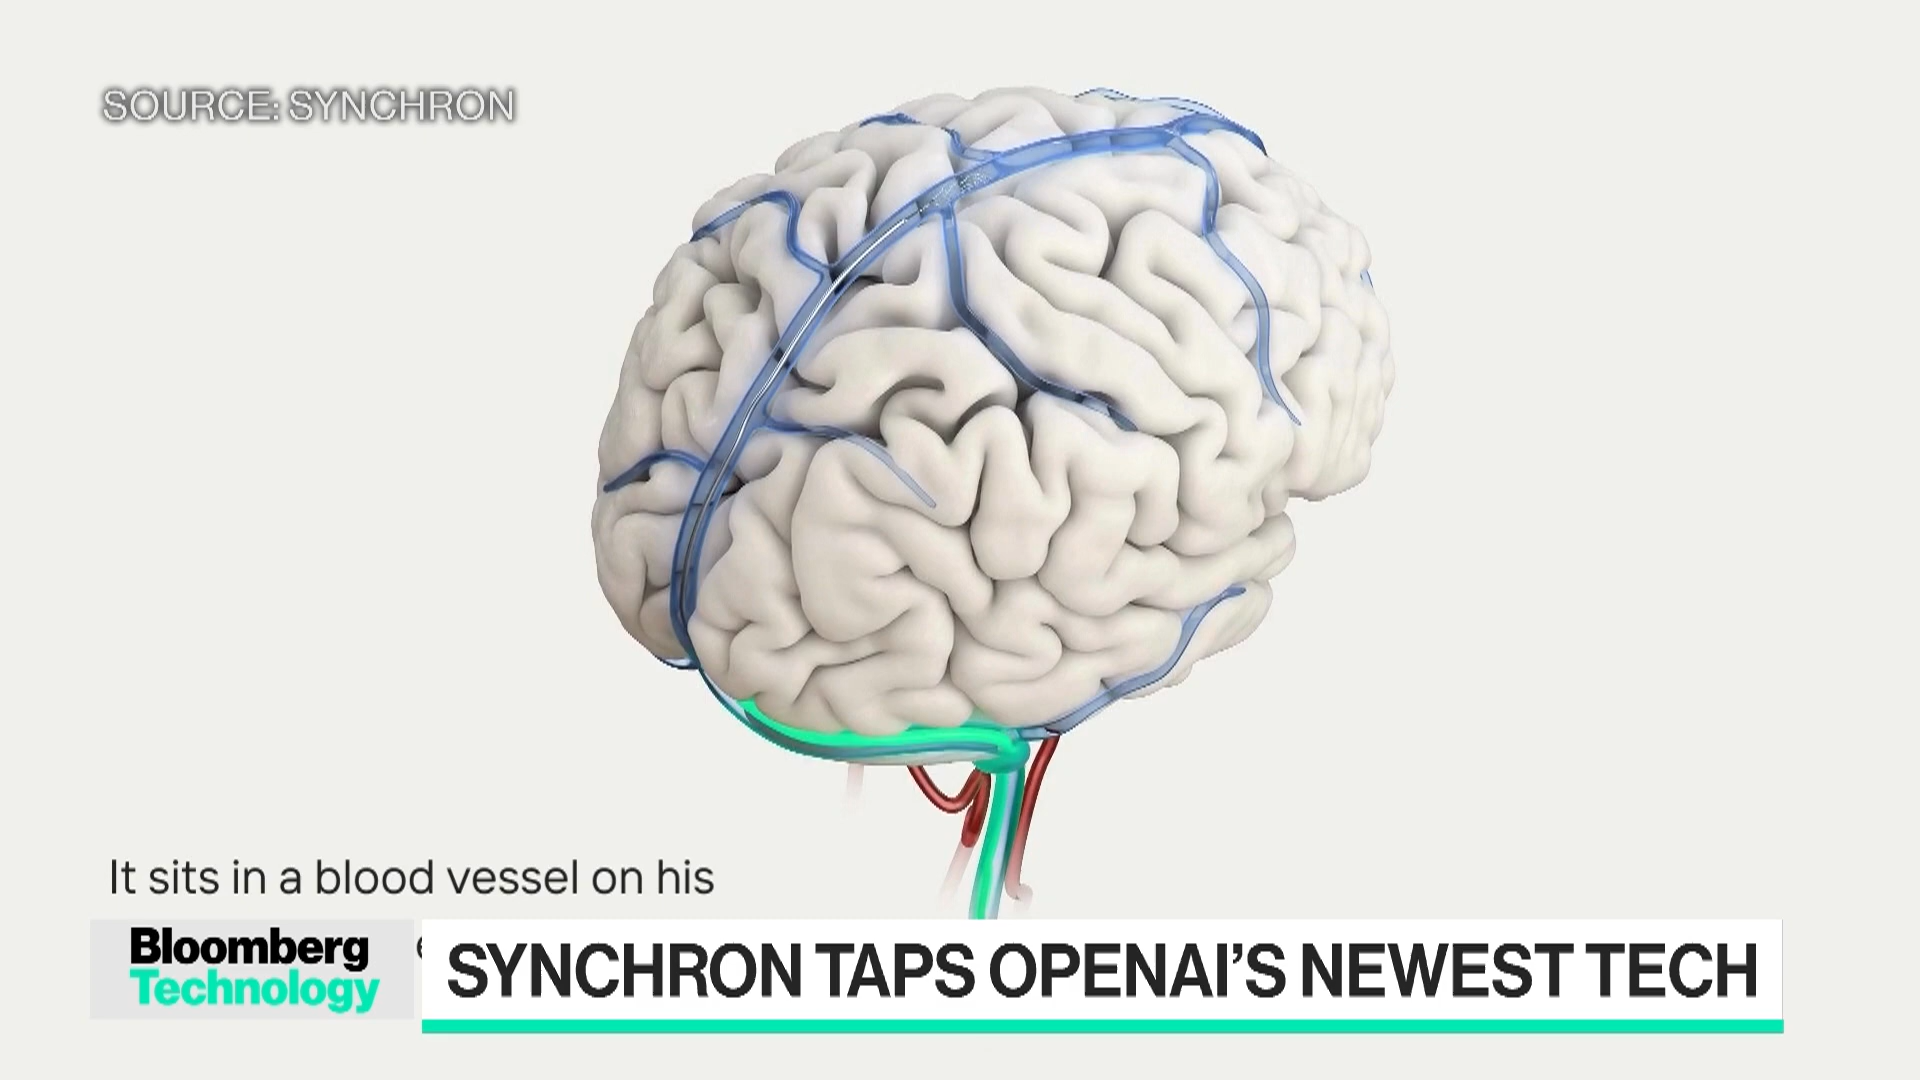 SOURCE: SYNCHRON
It sits in a blood vessel on his
Bloomberg
Technology
SYNCHRON TAPS OPENAI'S NEWEST TECH